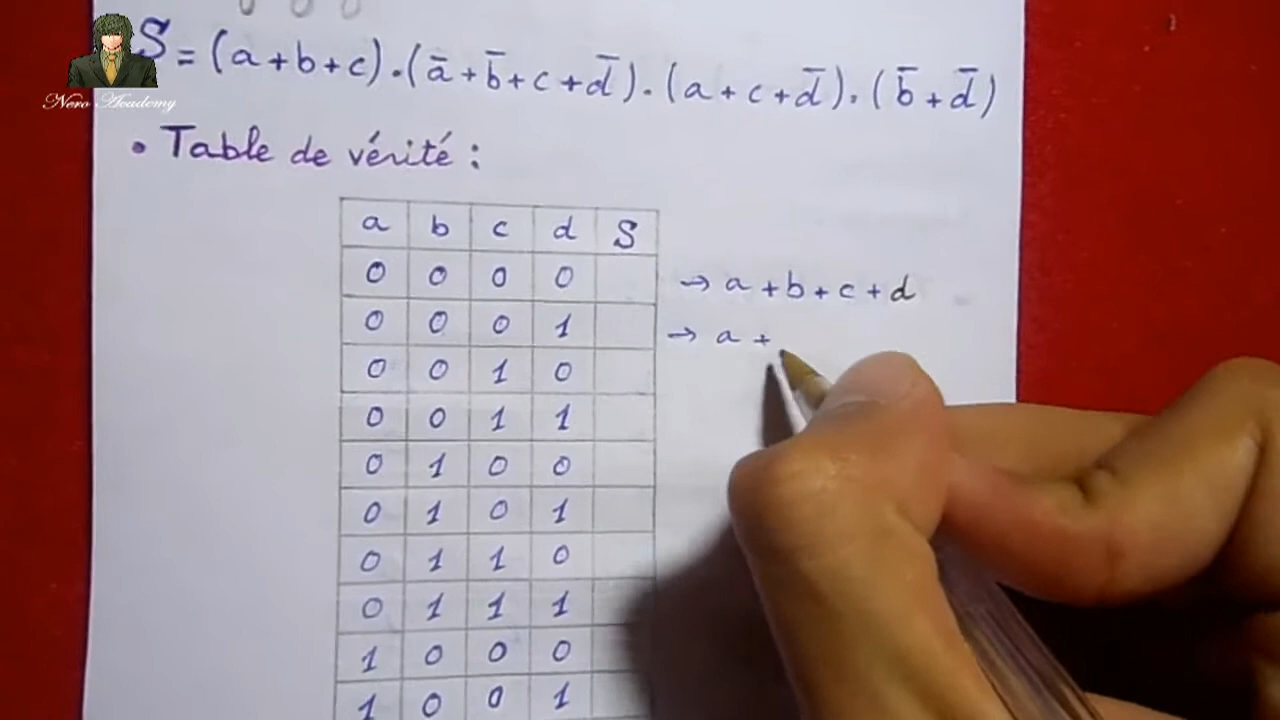 S = (a+b+c).(a̅+b̅+c+d̅).(a+c+d̅).(b̅+d̅)
Nero Academy
• Table de vérité :
a b c d S
0 0 0 0 → a+b+c+d
0 0 0 1 → a +
0 0 1 0
0 0 1 1
0 1 0 0
0 1 0 1
0 1 1 0
0 1 1 1
1 0 0 0
1 0 0 1